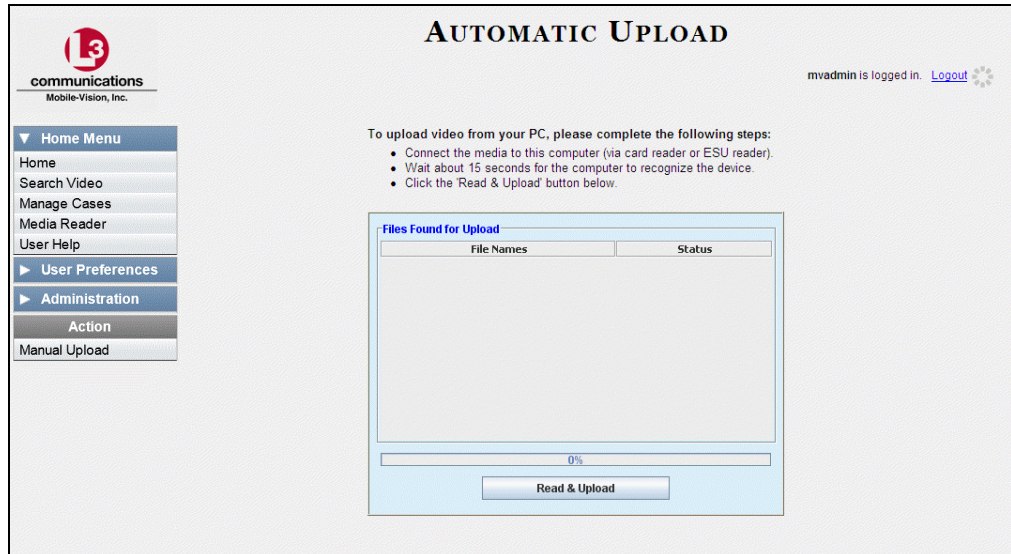 AUTOMATIC UPLOAD
L3
communications
Mobile-Vision, Inc.
mvadmin is logged in. Logout
▼ Home Menu
Home
Search Video
Manage Cases
Media Reader
User Help
► User Preferences
► Administration
Action
Manual Upload
To upload video from your PC, please complete the following steps:
• Connect the media to this computer (via card reader or ESU reader).
• Wait about 15 seconds for the computer to recognize the device.
• Click the 'Read & Upload' button below.
Files Found for Upload
File Names Status
0%
Read & Upload